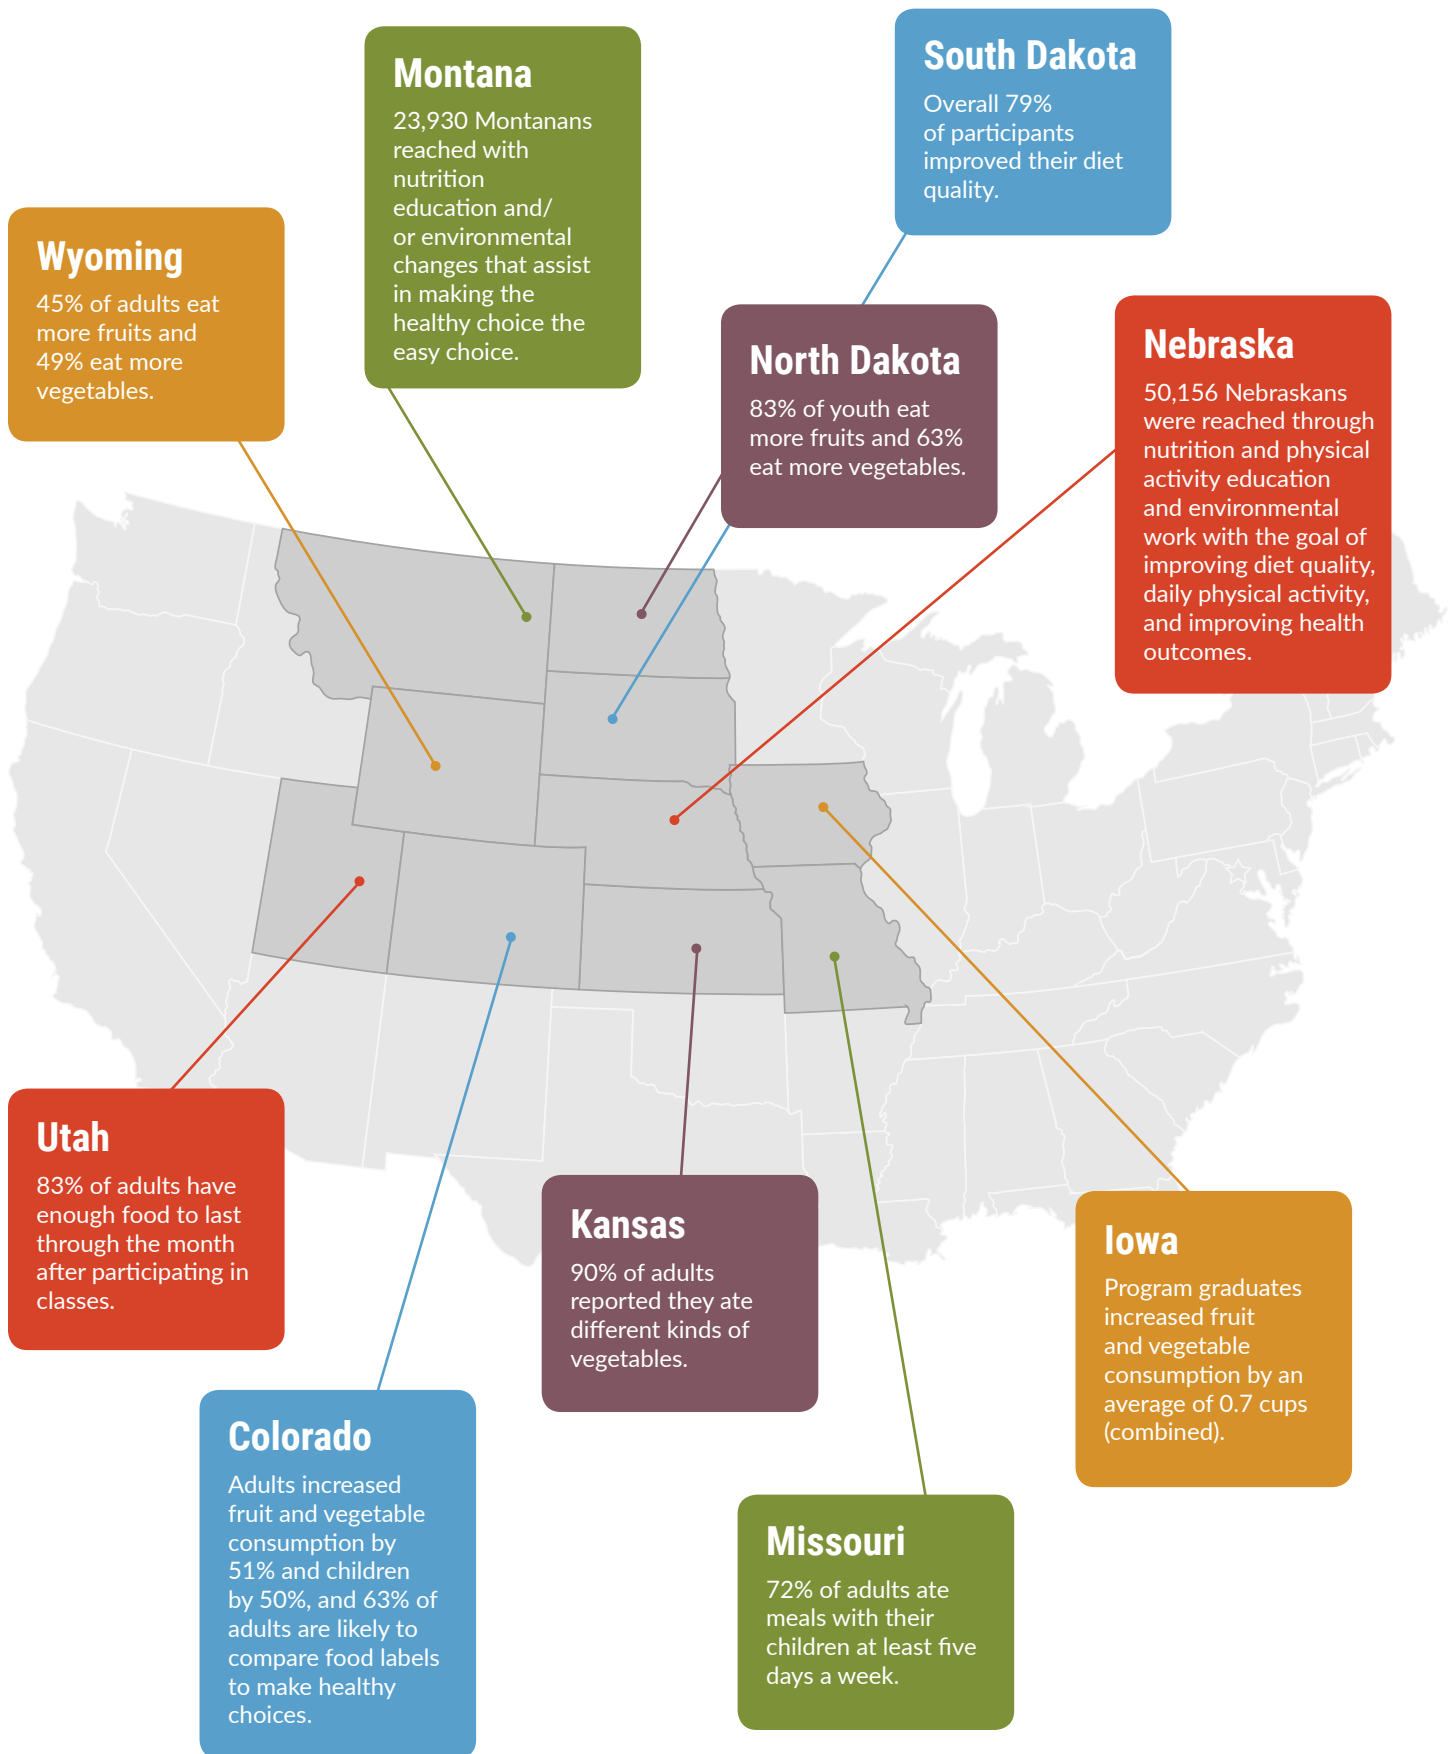 South Dakota
Overall 79%
of participants
improved their diet
quality.
Montana
23,930 Montanans
reached with
nutrition
education and/
or environmental
changes that assist
in making the
healthy choice the
easy choice.
Wyoming
45% of adults eat
more fruits and
49% eat more
vegetables.
North Dakota
83% of youth eat
more fruits and 63%
eat more vegetables.
Nebraska
50,156 Nebraskans
were reached through
nutrition and physical
activity education
and environmental
work with the goal of
improving diet quality,
daily physical activity,
and improving health
outcomes.
Utah
83% of adults have
enough food to last
through the month
after participating in
classes.
Kansas
90% of adults
reported they ate
different kinds of
vegetables.
Iowa
Program graduates
increased fruit
and vegetable
consumption by an
average of 0.7 cups
(combined).
Colorado
Adults increased
fruit and vegetable
consumption by
51% and children
by 50%, and 63% of
adults are likely to
compare food labels
to make healthy
choices.
Missouri
72% of adults ate
meals with their
children at least five
days a week.